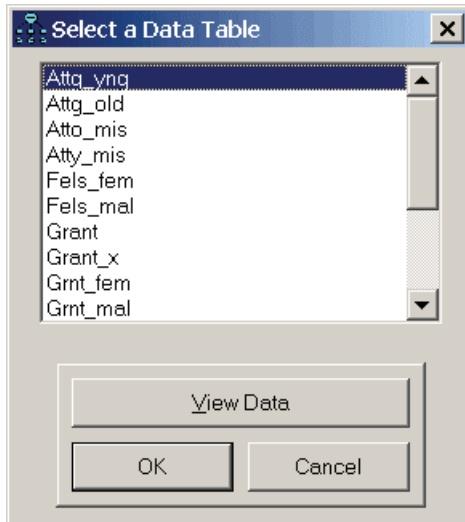 Select a Data Table
Attg_yng
Attg_old
Atto_mis
Atty_mis
Fels_fem
Fels_mal
Grant
Grant_x
Grnt_fem
Grnt_mal
View Data
OK
Cancel